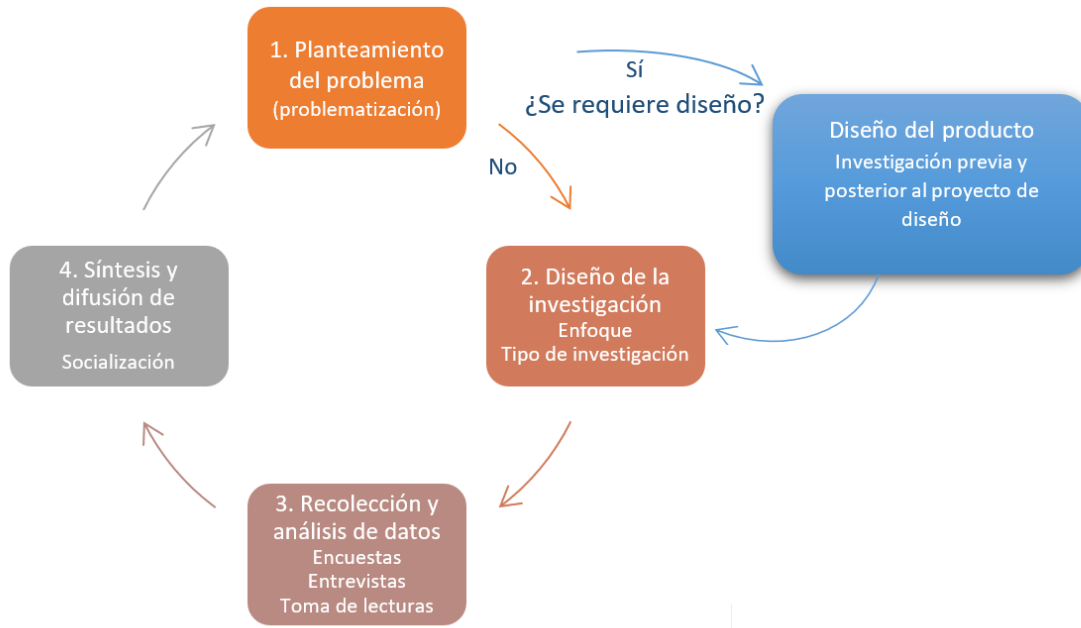 1. Planteamiento
del problema
(problematización)
Sí
¿Se requiere diseño?
No
Diseño del producto
Investigación previa y
posterior al proyecto de
diseño
2. Diseño de la
investigación
Enfoque
Tipo de investigación
3. Recolección y
análisis de datos
Encuestas
Entrevistas
Toma de lecturas
4. Síntesis y
difusión de
resultados
Socialización